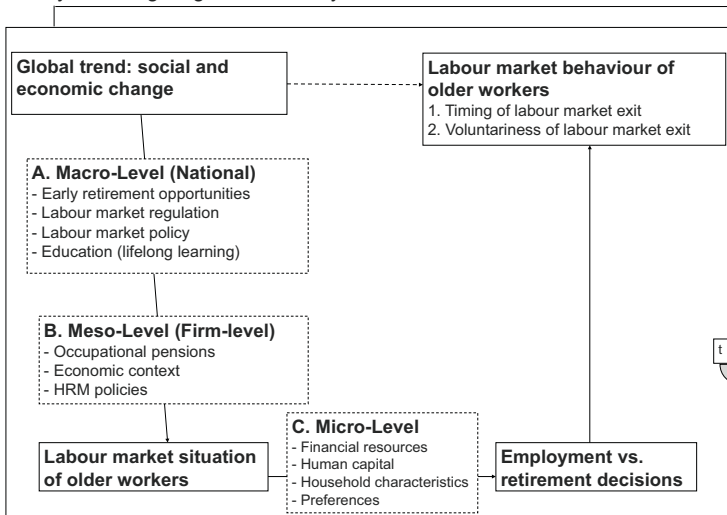 Global trend: social and
economic change
Labour market behaviour of
older workers
1. Timing of labour market exit
2. Voluntariness of labour market exit
A. Macro-Level (National)
- Early retirement opportunities
- Labour market regulation
- Labour market policy
- Education (lifelong learning)
B. Meso-Level (Firm-level)
- Occupational pensions
- Economic context
- HRM policies
t
C. Micro-Level
- Financial resources
- Human capital
- Household characteristics
- Preferences
Labour market situation
of older workers
Employment vs.
retirement decisions